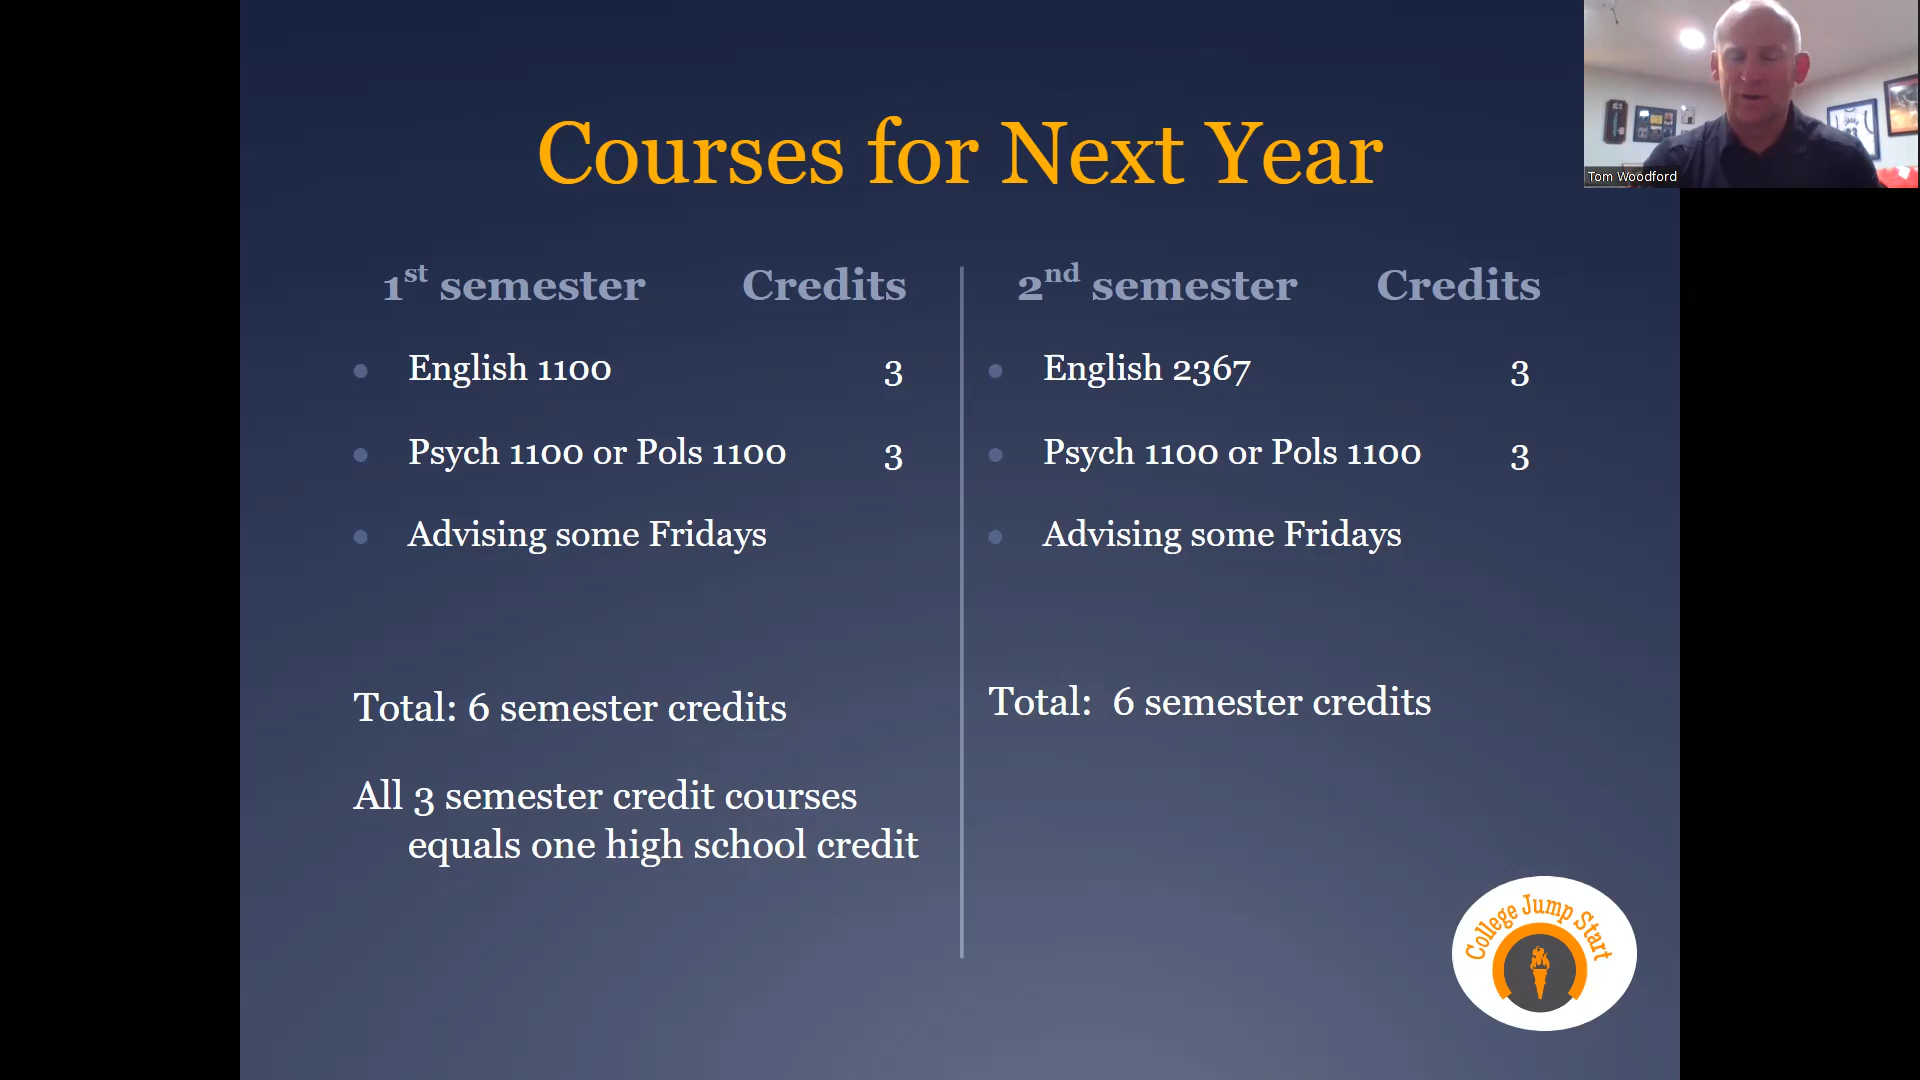 Courses for Next Year
1st semester Credits
English 1100 3
Psych 1100 or Pols 1100 3
Advising some Fridays
Total: 6 semester credits
All 3 semester credit courses
equals one high school credit
2nd semester Credits
English 2367 3
Psych 1100 or Pols 1100 3
Advising some Fridays
Total: 6 semester credits
College Jump Start
Tom Woodford